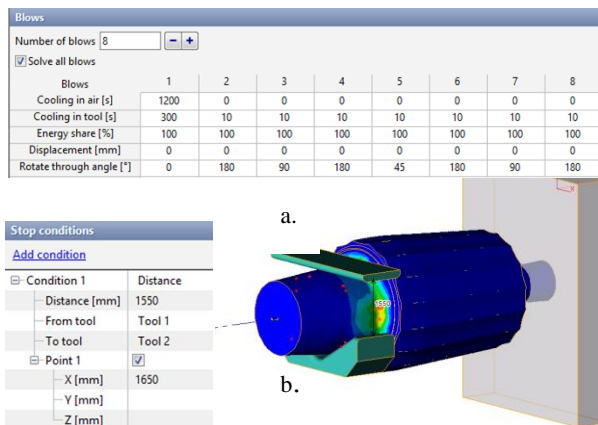 Blows
Number of blows 8 − +
Solve all blows
Blows 1 2 3 4 5 6 7 8
Cooling in air [s] 1200 0 0 0 0 0 0 0
Cooling in tool [s] 300 10 10 10 10 10 10 10
Energy share [%] 100 100 100 100 100 100 100 100
Displacement [mm] 0 0 0 0 0 0 0 0
Rotate through angle [°] 0 180 90 180 45 180 90 180
a.
Stop conditions
Add condition
Condition 1 Distance
Distance [mm] 1550
From tool Tool 1
To tool Tool 2
Point 1
X [mm] 1650
Y [mm]
Z [mm]
1550
X
b.